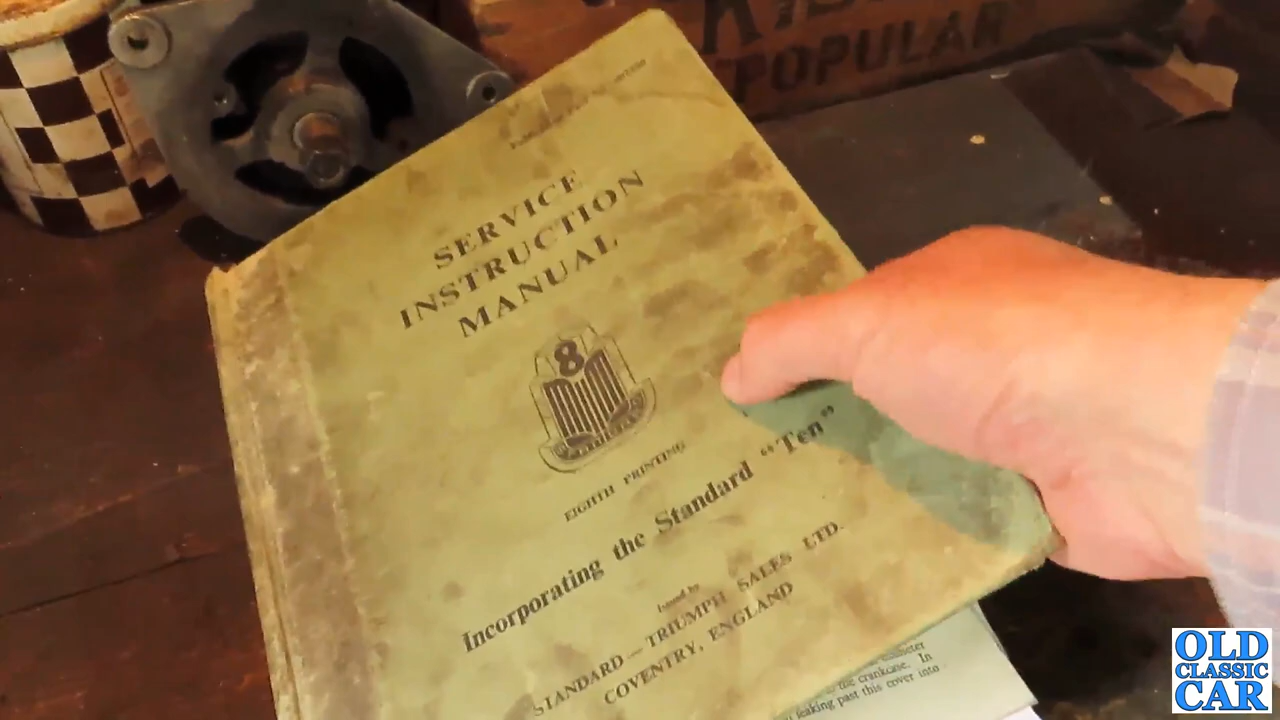 POPULAR
SERVICE
INSTRUCTION
MANUAL
8
EIGHTH PRINTING
Incorporating the Standard “Ten”
Issued by
STANDARD — TRIUMPH SALES LTD.
COVENTRY, ENGLAND
the crankcase. In
leaking past this cover into
OLD
CLASSIC
CAR